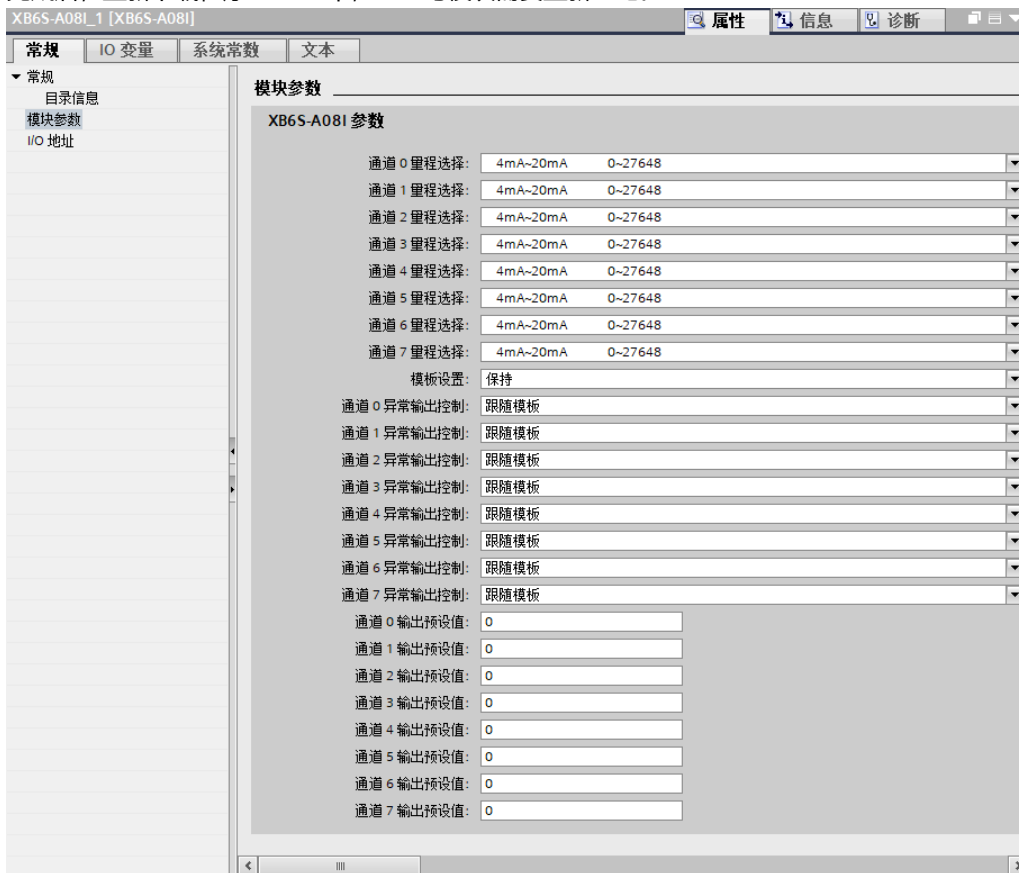 XB6S-A08I_1 [XB6S-A08I]
属性 信息 诊断
常规 IO 变量 系统常数 文本
常规
目录信息
模块参数
I/O 地址
模块参数
XB6S-A08I 参数
通道 0 量程选择: 4mA~20mA 0~27648
通道 1 量程选择: 4mA~20mA 0~27648
通道 2 量程选择: 4mA~20mA 0~27648
通道 3 量程选择: 4mA~20mA 0~27648
通道 4 量程选择: 4mA~20mA 0~27648
通道 5 量程选择: 4mA~20mA 0~27648
通道 6 量程选择: 4mA~20mA 0~27648
通道 7 量程选择: 4mA~20mA 0~27648
模板设置: 保持
通道 0 异常输出控制: 跟随模板
通道 1 异常输出控制: 跟随模板
通道 2 异常输出控制: 跟随模板
通道 3 异常输出控制: 跟随模板
通道 4 异常输出控制: 跟随模板
通道 5 异常输出控制: 跟随模板
通道 6 异常输出控制: 跟随模板
通道 7 异常输出控制: 跟随模板
通道 0 输出预设值: 0
通道 1 输出预设值: 0
通道 2 输出预设值: 0
通道 3 输出预设值: 0
通道 4 输出预设值: 0
通道 5 输出预设值: 0
通道 6 输出预设值: 0
通道 7 输出预设值: 0